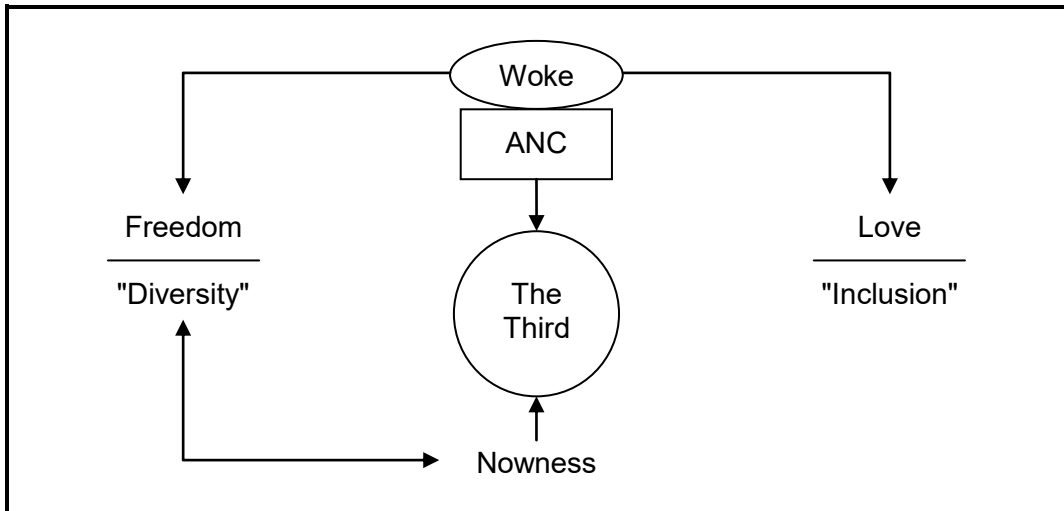 Woke
ANC
Freedom
Love
"Diversity"
"Inclusion"
The
Third
Nowness